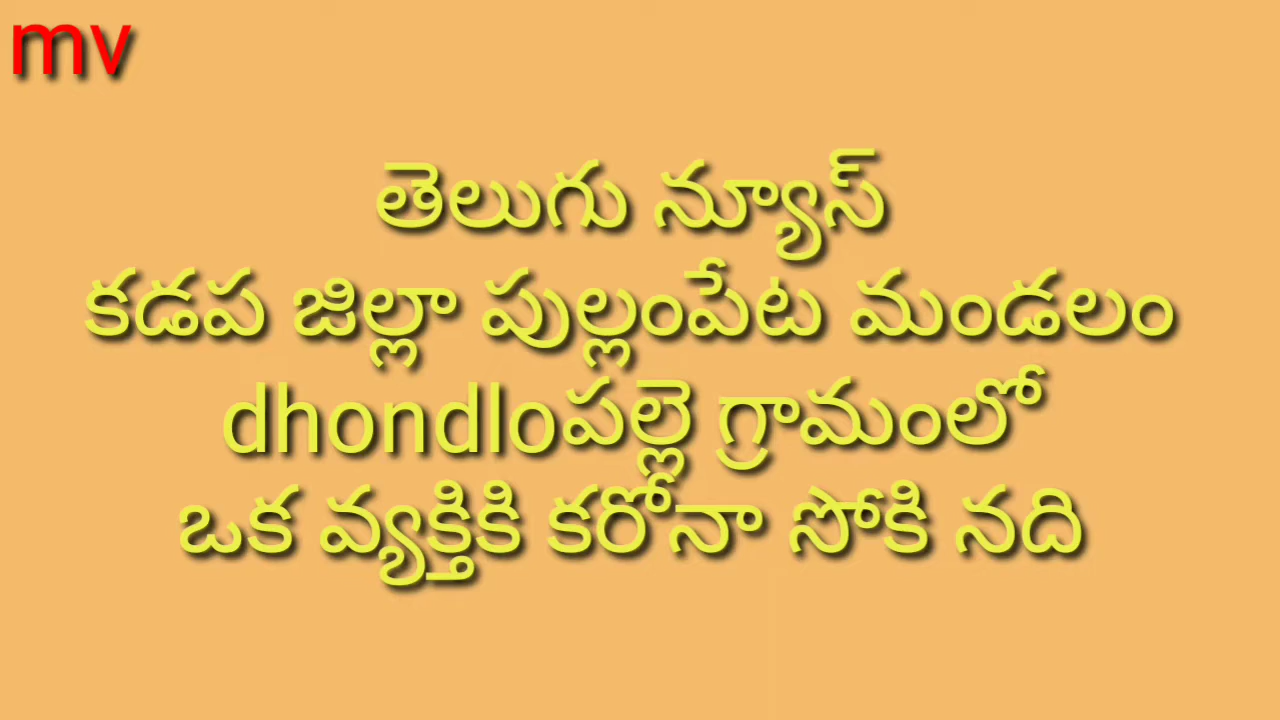 mv
తెలుగు న్యూస్
కడప జిల్లా పుల్లంపేట మండలం
dhondloపల్లె గ్రామంలో
ఒక వ్యక్తికి కరోనా సోకి నది